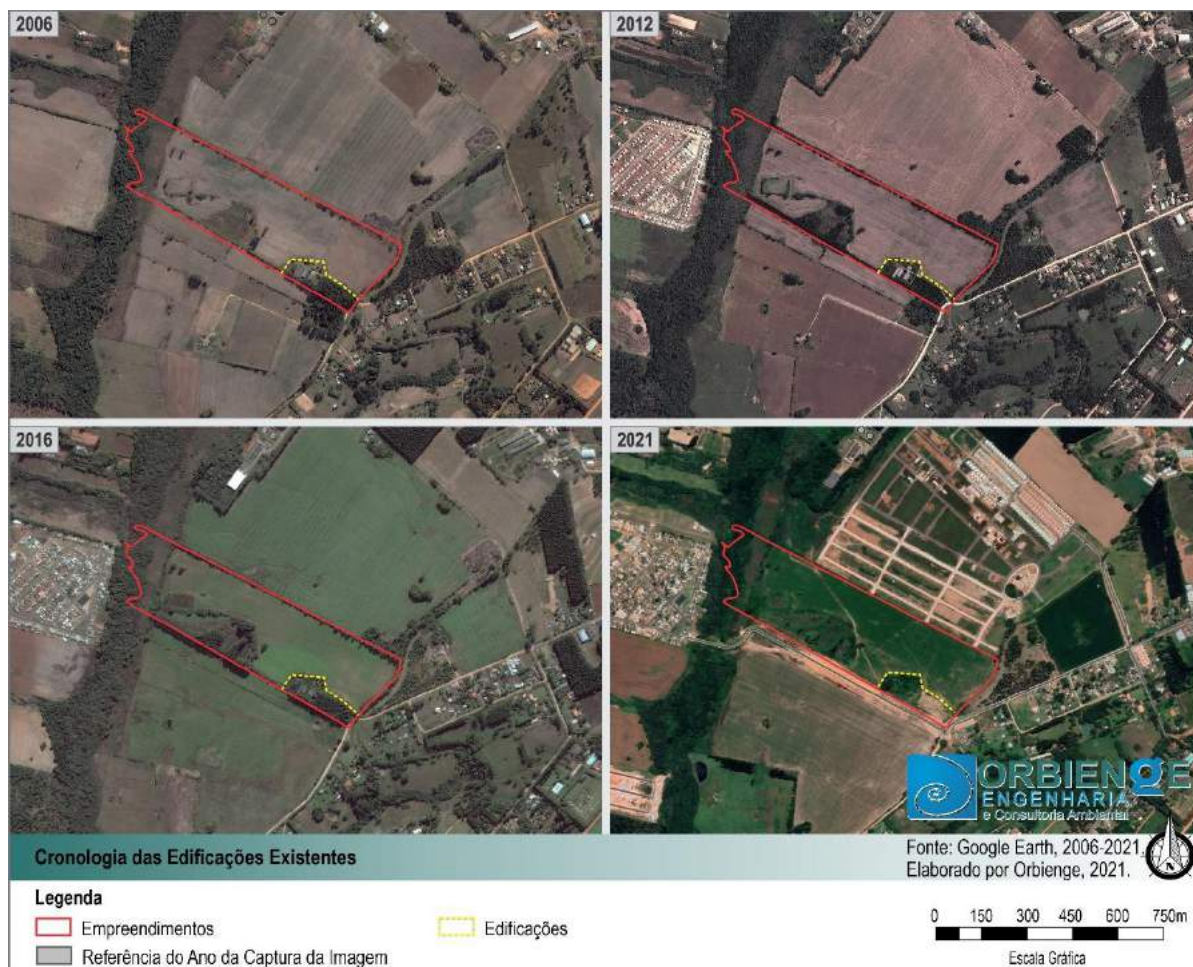 2006
2012
2016
2021
ORBIENGE
ENGENHARIA
e Consultoria Ambiental
Cronologia das Edificações Existentes
Fonte: Google Earth, 2006-2021.
Elaborado por Orbienge, 2021.
N
Legenda
Empreendimentos
Edificações
Referência do Ano da Captura da Imagem
0 150 300 450 600 750m
Escala Gráfica